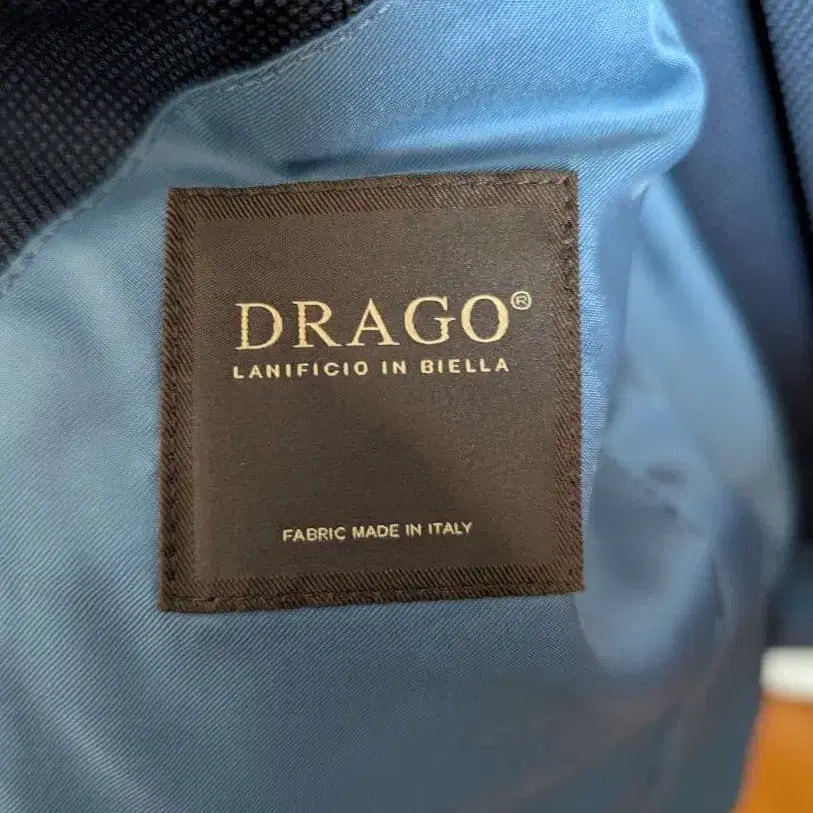 DRAGO®
LANIFICIO IN BIELLA
FABRIC MADE IN ITALY